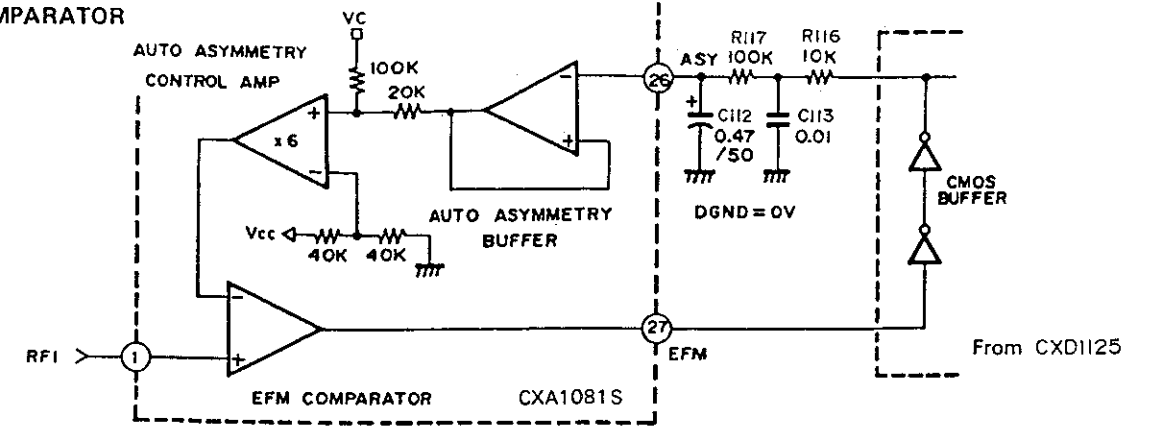 MPARATOR
AUTO ASYMMETRY
CONTROL AMP
VC
100K
20K
+
x 6
-
-
+
AUTO ASYMMETRY
BUFFER
Vcc
40K
40K
26
ASY
R117
100K
R116
10K
+
C112
0.47
/50
C113
0.01
DGND = 0V
CMOS
BUFFER
-
+
RFI
1
27
EFM
EFM COMPARATOR
CXA1081S
From CXD1125